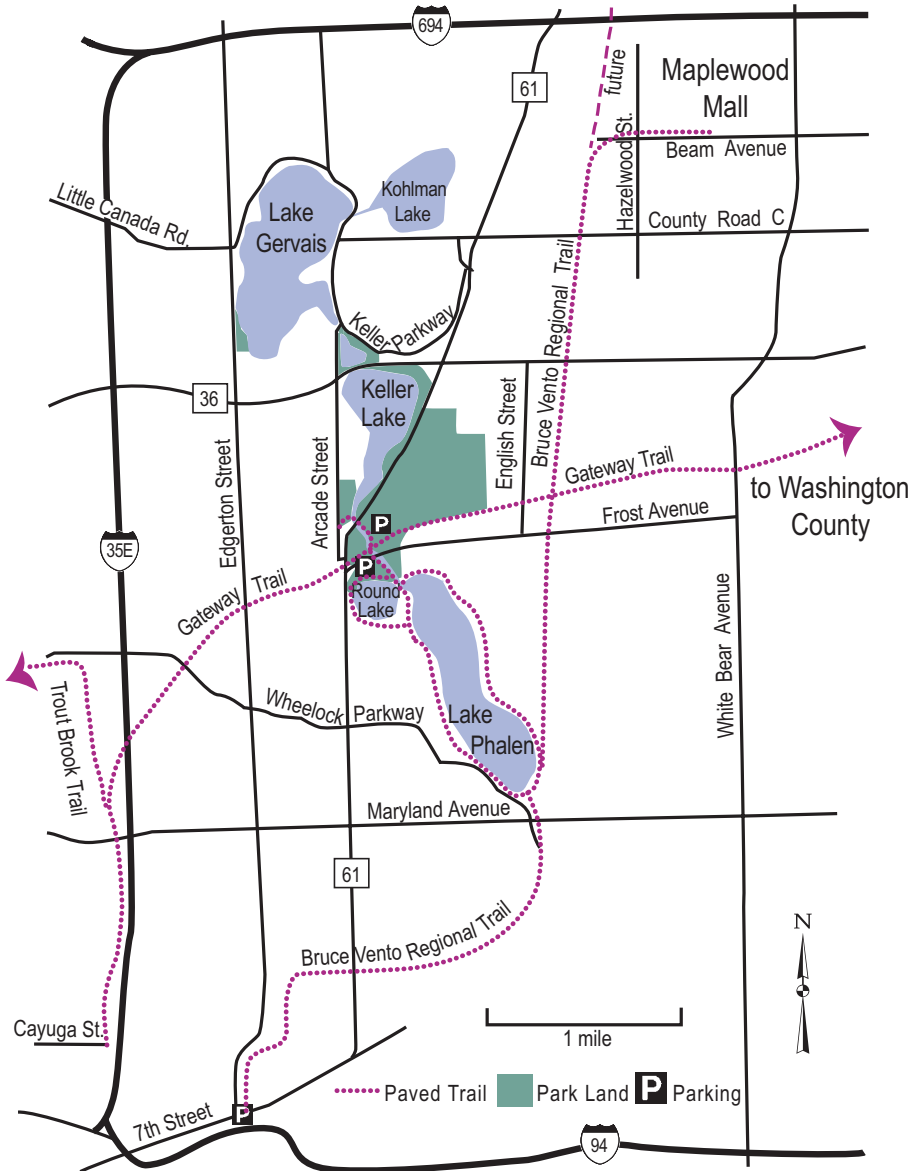 694
61
future
Maplewood
Mall
Hazelwood St.
Beam Avenue
Little Canada Rd.
Lake
Gervais
Kohlman
Lake
County Road C
Bruce Vento Regional Trail
Keller Parkway
36
Keller
Lake
English Street
Edgerton Street
Arcade Street
Gateway Trail
to Washington
County
Frost Avenue
P
P
35E
Gateway Trail
Round
Lake
White Bear Avenue
Trout Brook Trail
Wheelock Parkway
Lake
Phalen
Maryland Avenue
61
Bruce Vento Regional Trail
N
Cayuga St.
1 mile
Paved Trail
Park Land
P Parking
7th Street
P
94